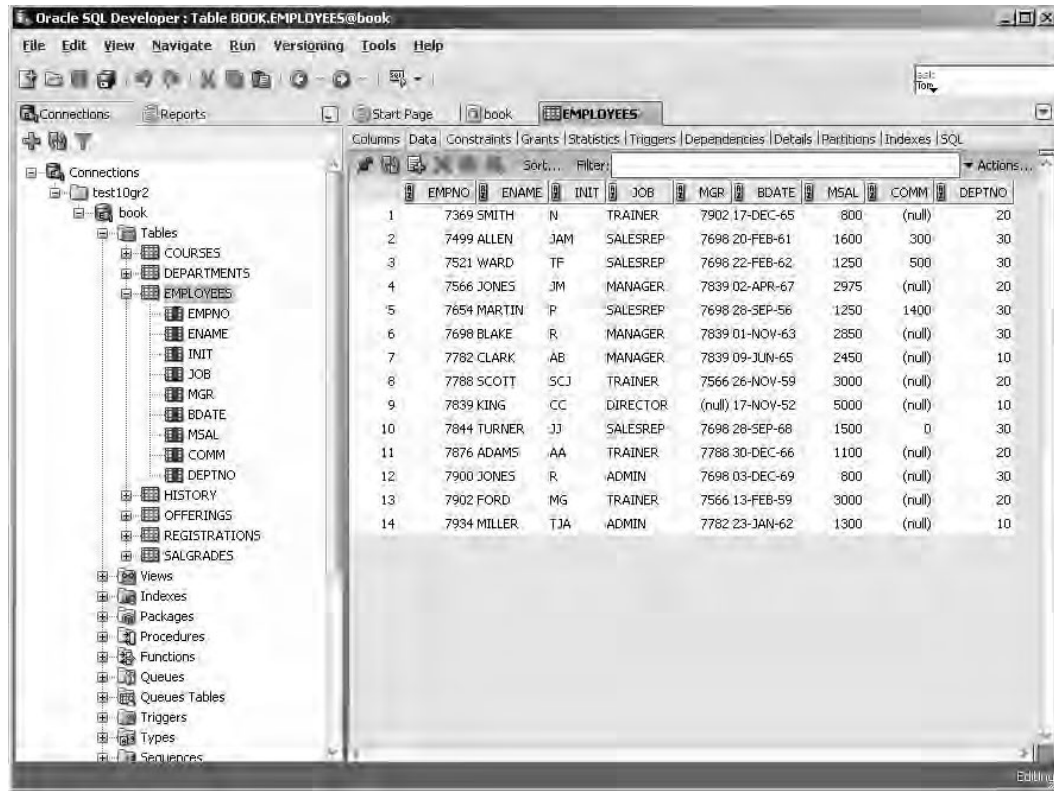 Oracle SQL Developer : Table BOOK.EMPLOYEES@book
File Edit View Navigate Run Versioning Tools Help
Connections Reports Start Page book EMPLOYEES
Columns Data Constraints | Grants | Statistics | Triggers | Dependencies | Details | Partitions | Indexes | SQL
Sort... Filter: Actions...
Connections
test10gr2
book
Tables
COURSES
DEPARTMENTS
EMPLOYEES
EMPNO
ENAME
INIT
JOB
MGR
BDATE
MSAL
COMM
DEPTNO
HISTORY
OFFERINGS
REGISTRATIONS
SALGRADES
Views
Indexes
Packages
Procedures
Functions
Queues
Queues Tables
Triggers
Types
Sequences
EMPNO ENAME INIT JOB MGR BDATE MSAL COMM DEPTNO
1 7369 SMITH N TRAINER 7902 17-DEC-65 800 (null) 20
2 7499 ALLEN JAM SALESREP 7698 20-FEB-61 1600 300 30
3 7521 WARD TF SALESREP 7698 22-FEB-62 1250 500 30
4 7566 JONES JM MANAGER 7839 02-APR-67 2975 (null) 20
5 7654 MARTIN P SALESREP 7698 28-SEP-56 1250 1400 30
6 7698 BLAKE R MANAGER 7839 01-NOV-63 2850 (null) 30
7 7782 CLARK AB MANAGER 7839 09-JUN-65 2450 (null) 10
8 7788 SCOTT SCJ TRAINER 7566 26-NOV-59 3000 (null) 20
9 7839 KING CC DIRECTOR (null) 17-NOV-52 5000 (null) 10
10 7844 TURNER JJ SALESREP 7698 28-SEP-68 1500 0 30
11 7876 ADAMS AA TRAINER 7788 30-DEC-66 1100 (null) 20
12 7900 JONES R ADMIN 7698 03-DEC-69 800 (null) 30
13 7902 FORD MG TRAINER 7566 13-FEB-59 3000 (null) 20
14 7934 MILLER TJA ADMIN 7782 23-JAN-62 1300 (null) 10
Editing